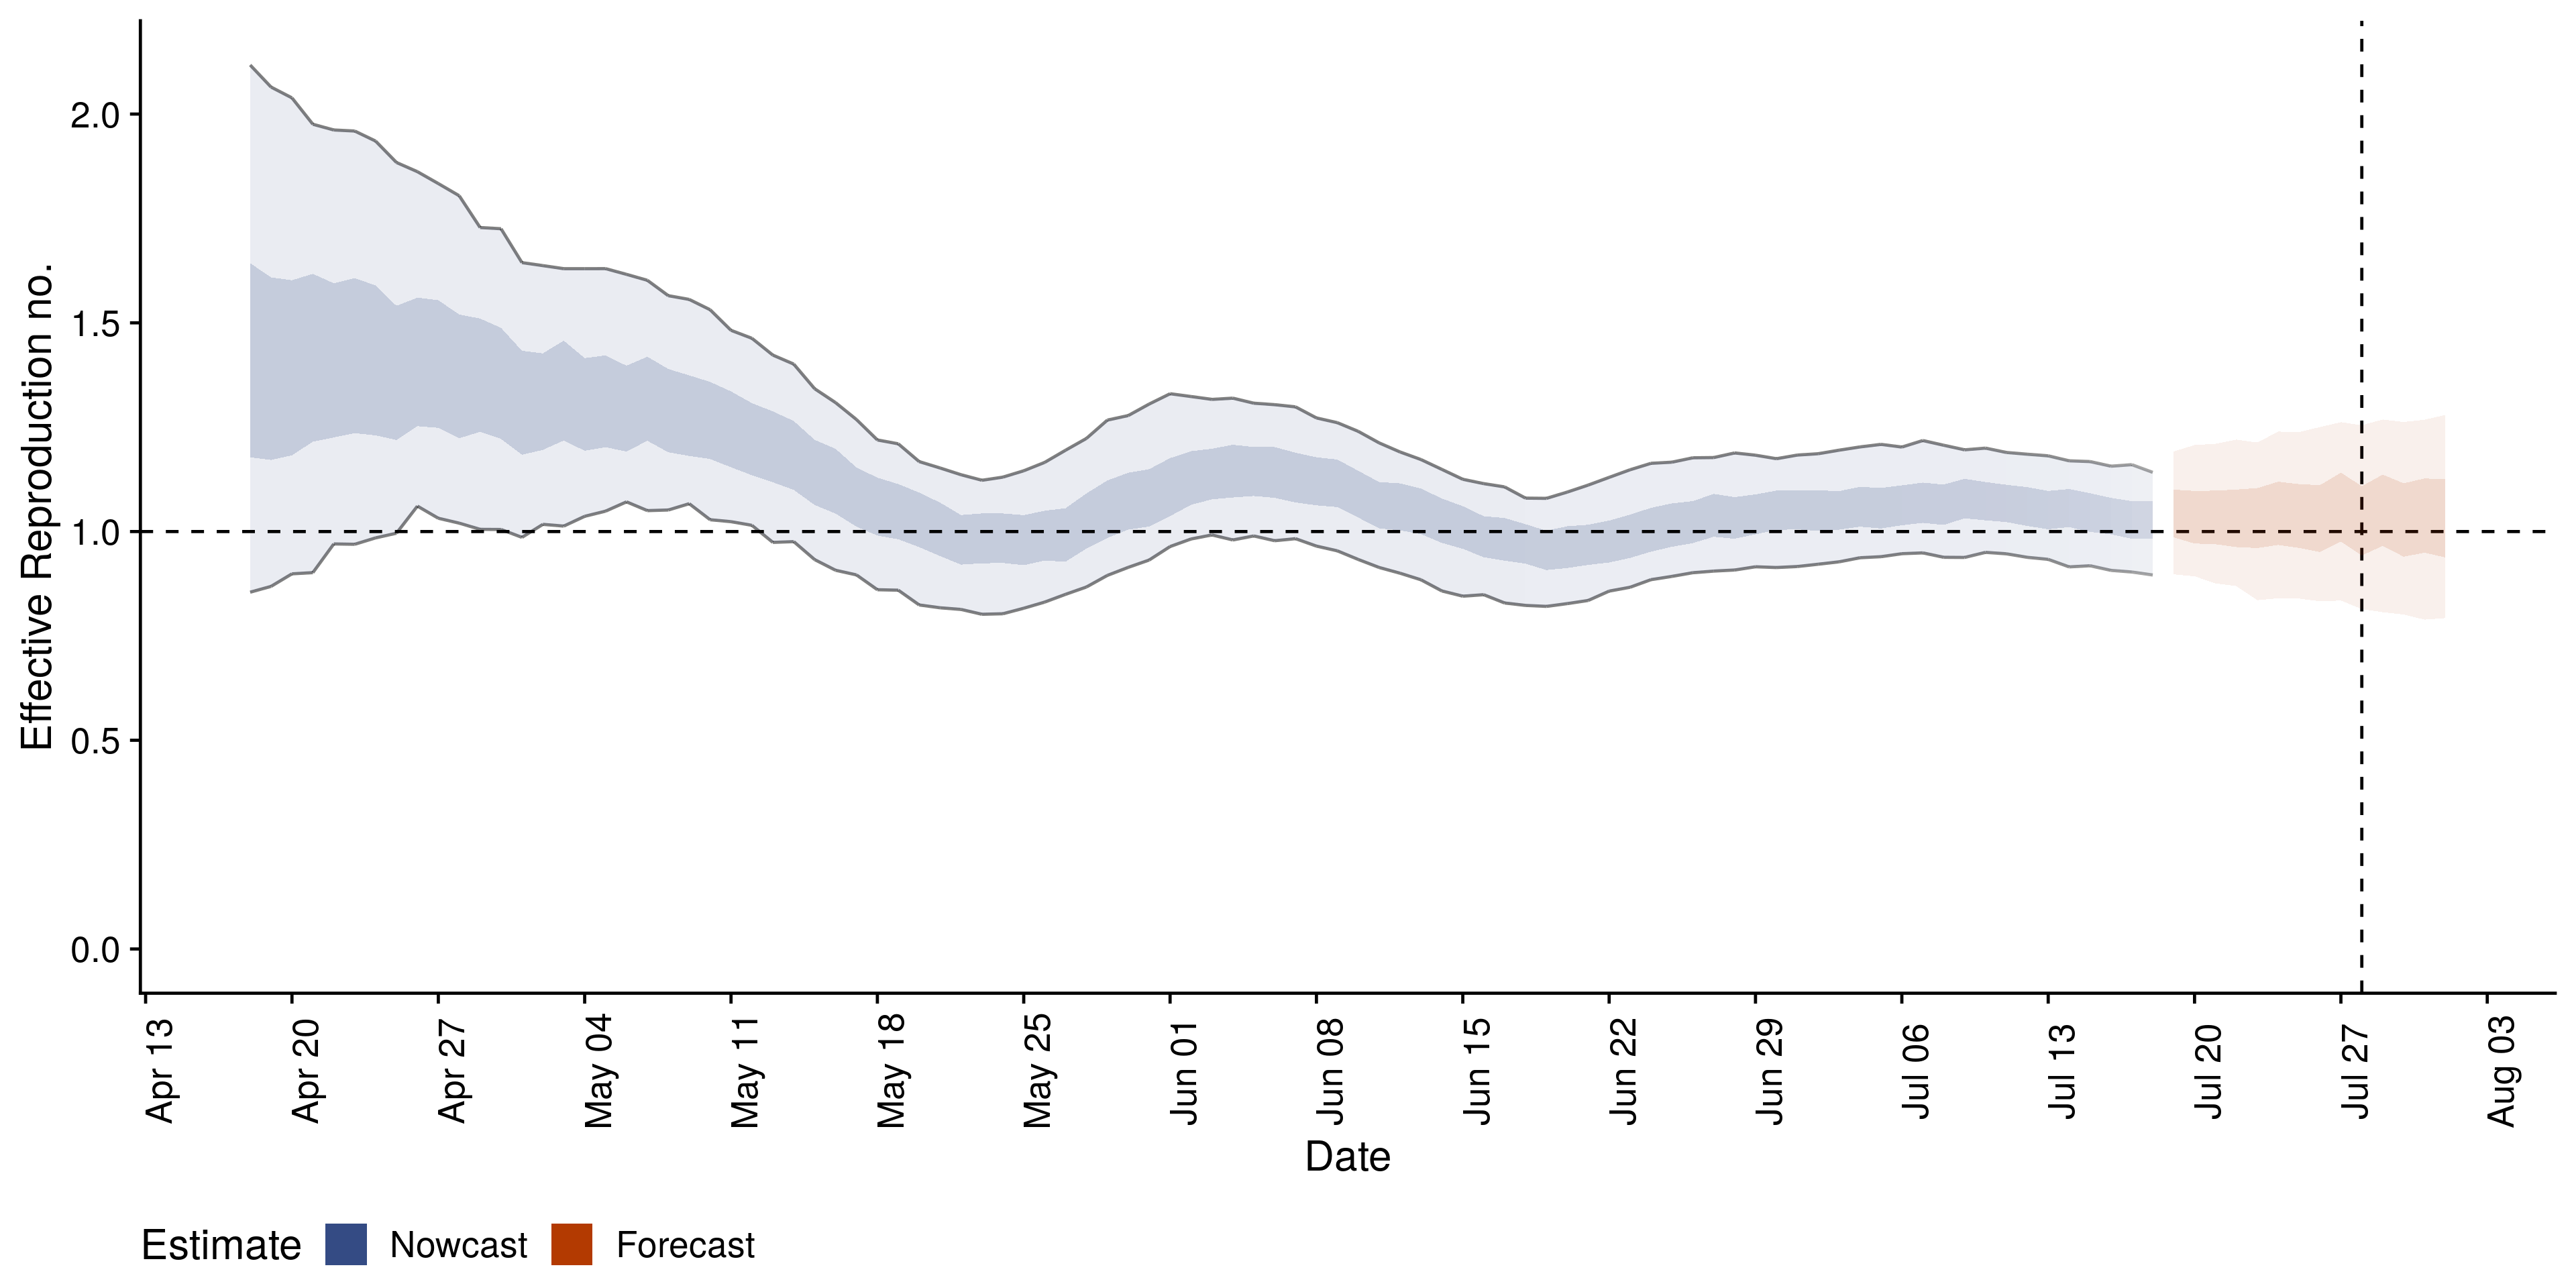 Effective Reproduction no.
2.0
1.5
1.0
0.5
0.0
Apr 13
Apr 20
Apr 27
May 04
May 11
May 18
May 25
Jun 01
Jun 08
Jun 15
Jun 22
Jun 29
Jul 06
Jul 13
Jul 20
Jul 27
Aug 03
Date
Estimate Nowcast Forecast